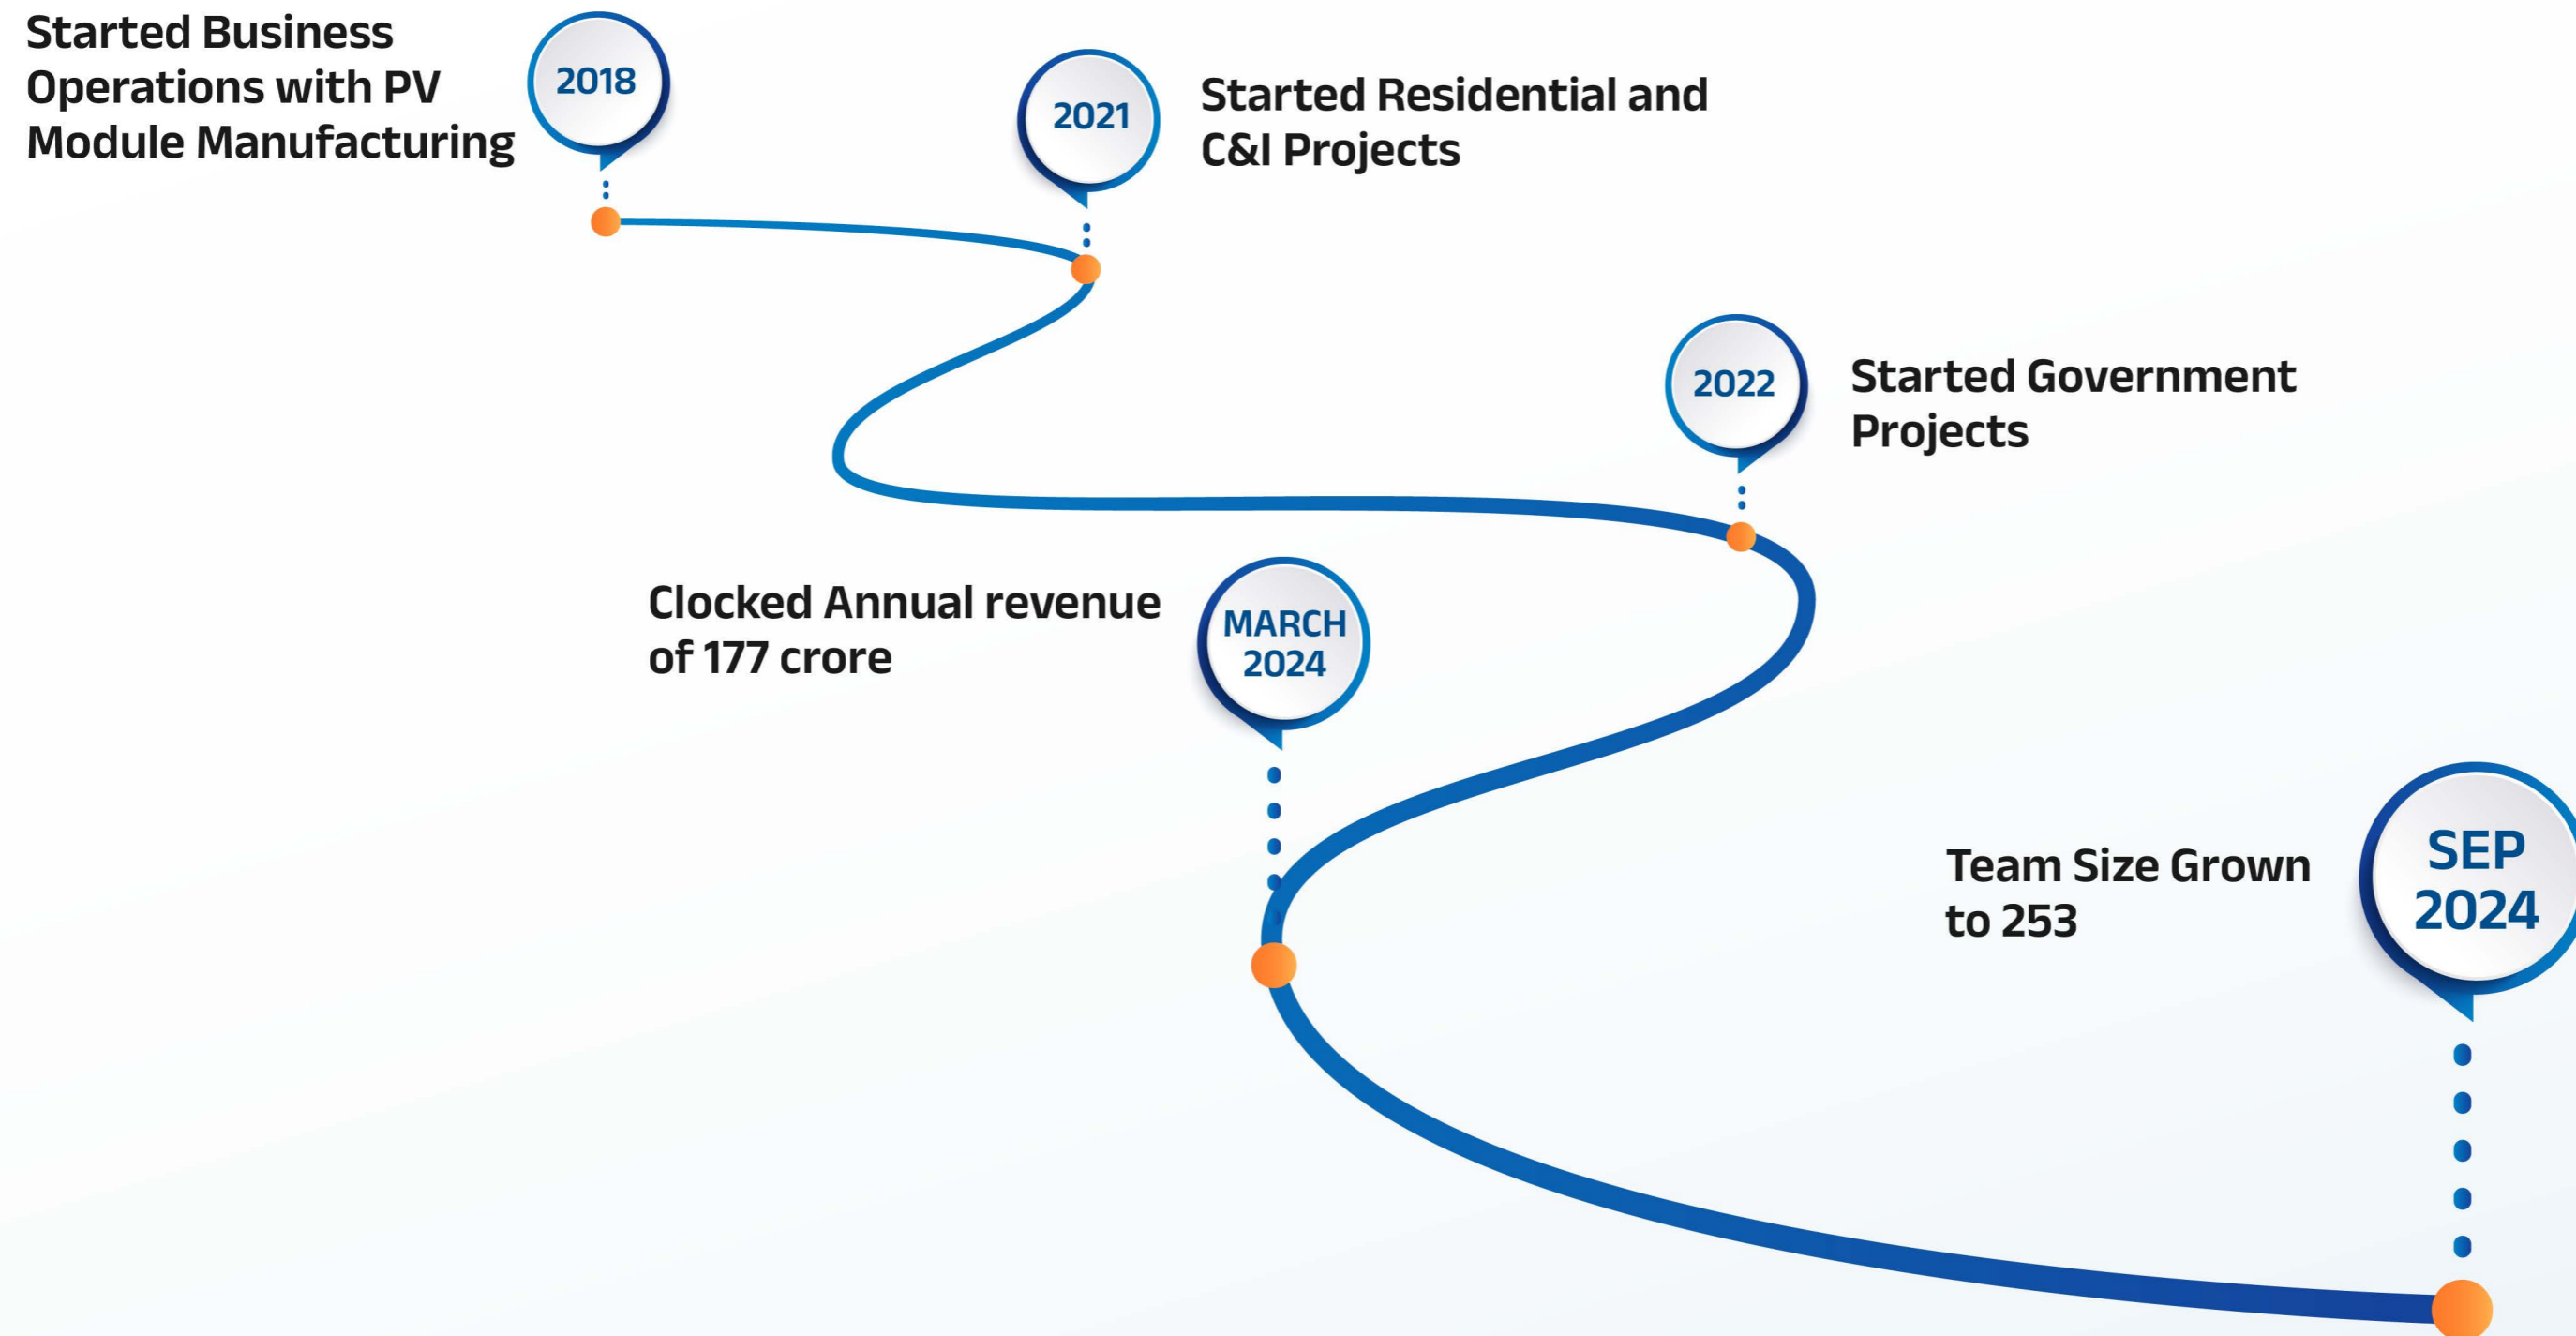 Started Business
Operations with PV
Module Manufacturing
2018
2021
Started Residential and
C&I Projects
2022
Started Government
Projects
Clocked Annual revenue
of 177 crore
MARCH
2024
Team Size Grown
to 253
SEP
2024